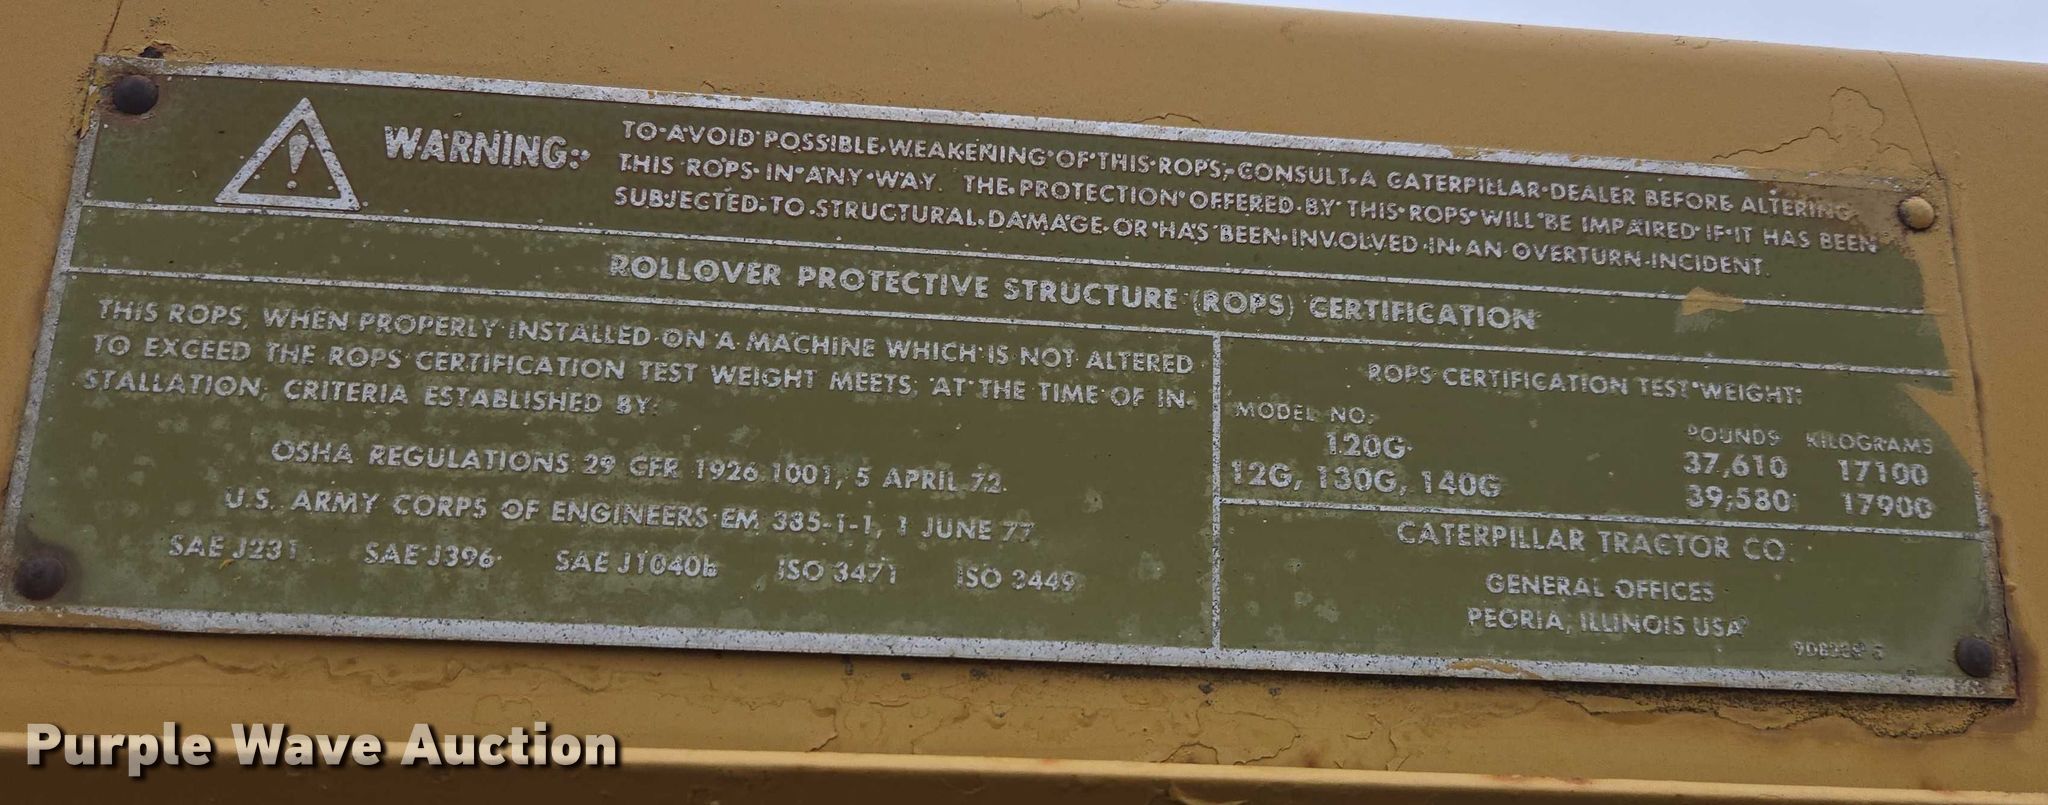 WARNING: TO AVOID POSSIBLE WEAKENING OF THIS ROPS, CONSULT A CATERPILLAR DEALER BEFORE ALTERING
THIS ROPS IN ANY WAY. THE PROTECTION OFFERED BY THIS ROPS WILL BE IMPAIRED IF IT HAS BEEN
SUBJECTED TO STRUCTURAL DAMAGE OR HAS BEEN INVOLVED IN AN OVERTURN INCIDENT.
ROLLOVER PROTECTIVE STRUCTURE (ROPS) CERTIFICATION
THIS ROPS, WHEN PROPERLY INSTALLED ON A MACHINE WHICH IS NOT ALTERED
TO EXCEED THE ROPS CERTIFICATION TEST WEIGHT MEETS, AT THE TIME OF IN-
STALLATION, CRITERIA ESTABLISHED BY:
OSHA REGULATIONS 29 CFR 1926.1001, 5 APRIL 72.
U.S. ARMY CORPS OF ENGINEERS EM 385-1-1, 1 JUNE 77
SAE J231 SAE J396 SAE J1040b ISO 3471 ISO 3449
ROPS CERTIFICATION TEST WEIGHT:
MODEL NO. POUNDS KILOGRAMS
120G 37,610 17100
12G, 130G, 140G 39,580 17900
CATERPILLAR TRACTOR CO.
GENERAL OFFICES
PEORIA, ILLINOIS USA
Purple Wave Auction